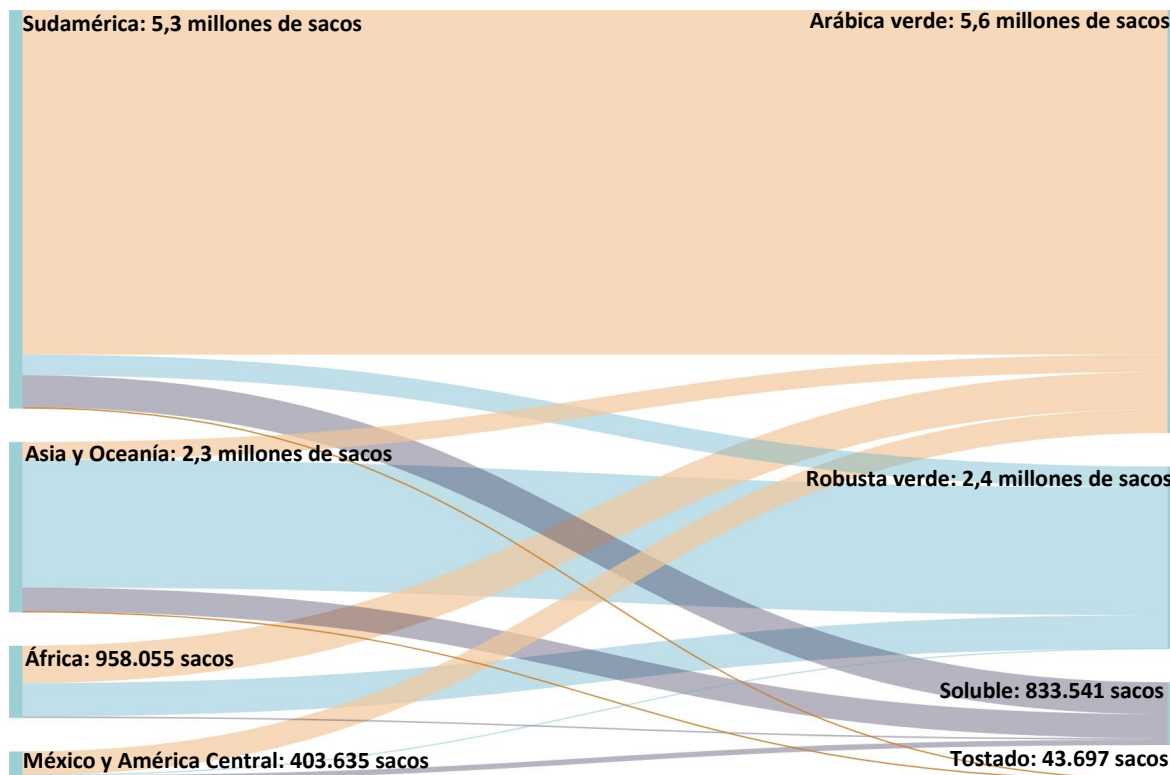 Sudamérica: 5,3 millones de sacos
Arábica verde: 5,6 millones de sacos
Asia y Oceanía: 2,3 millones de sacos
Robusta verde: 2,4 millones de sacos
África: 958.055 sacos
Soluble: 833.541 sacos
México y América Central: 403.635 sacos
Tostado: 43.697 sacos